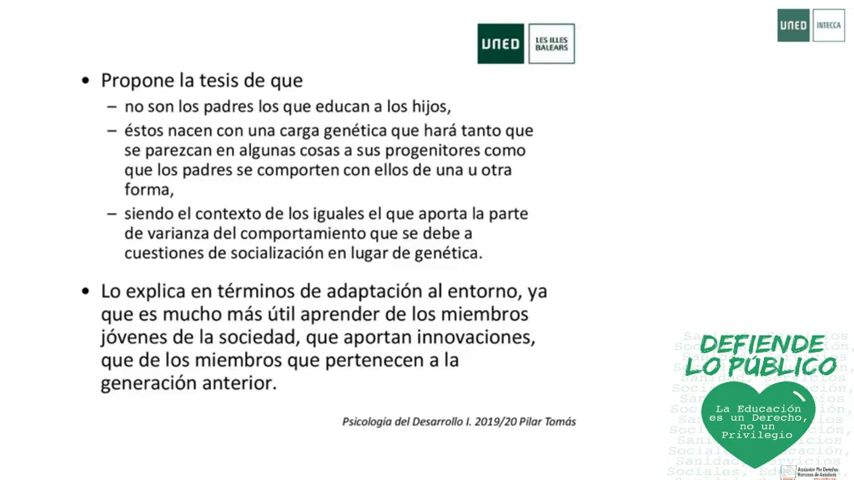 UNED
LES ILLES
BALEARS
UNED
INTECCA
• Propone la tesis de que
– no son los padres los que educan a los hijos,
– éstos nacen con una carga genética que hará tanto que
se parezcan en algunas cosas a sus progenitores como
que los padres se comporten con ellos de una u otra
forma,
– siendo el contexto de los iguales el que aporta la parte
de varianza del comportamiento que se debe a
cuestiones de socialización en lugar de genética.
• Lo explica en términos de adaptación al entorno, ya
que es mucho más útil aprender de los miembros
jóvenes de la sociedad, que aportan innovaciones,
que de los miembros que pertenecen a la
generación anterior.
Psicología del Desarrollo I. 2019/20 Pilar Tomás
DEFIENDE
LO PÚBLICO
La Educación
es un Derecho,
no un
Privilegio